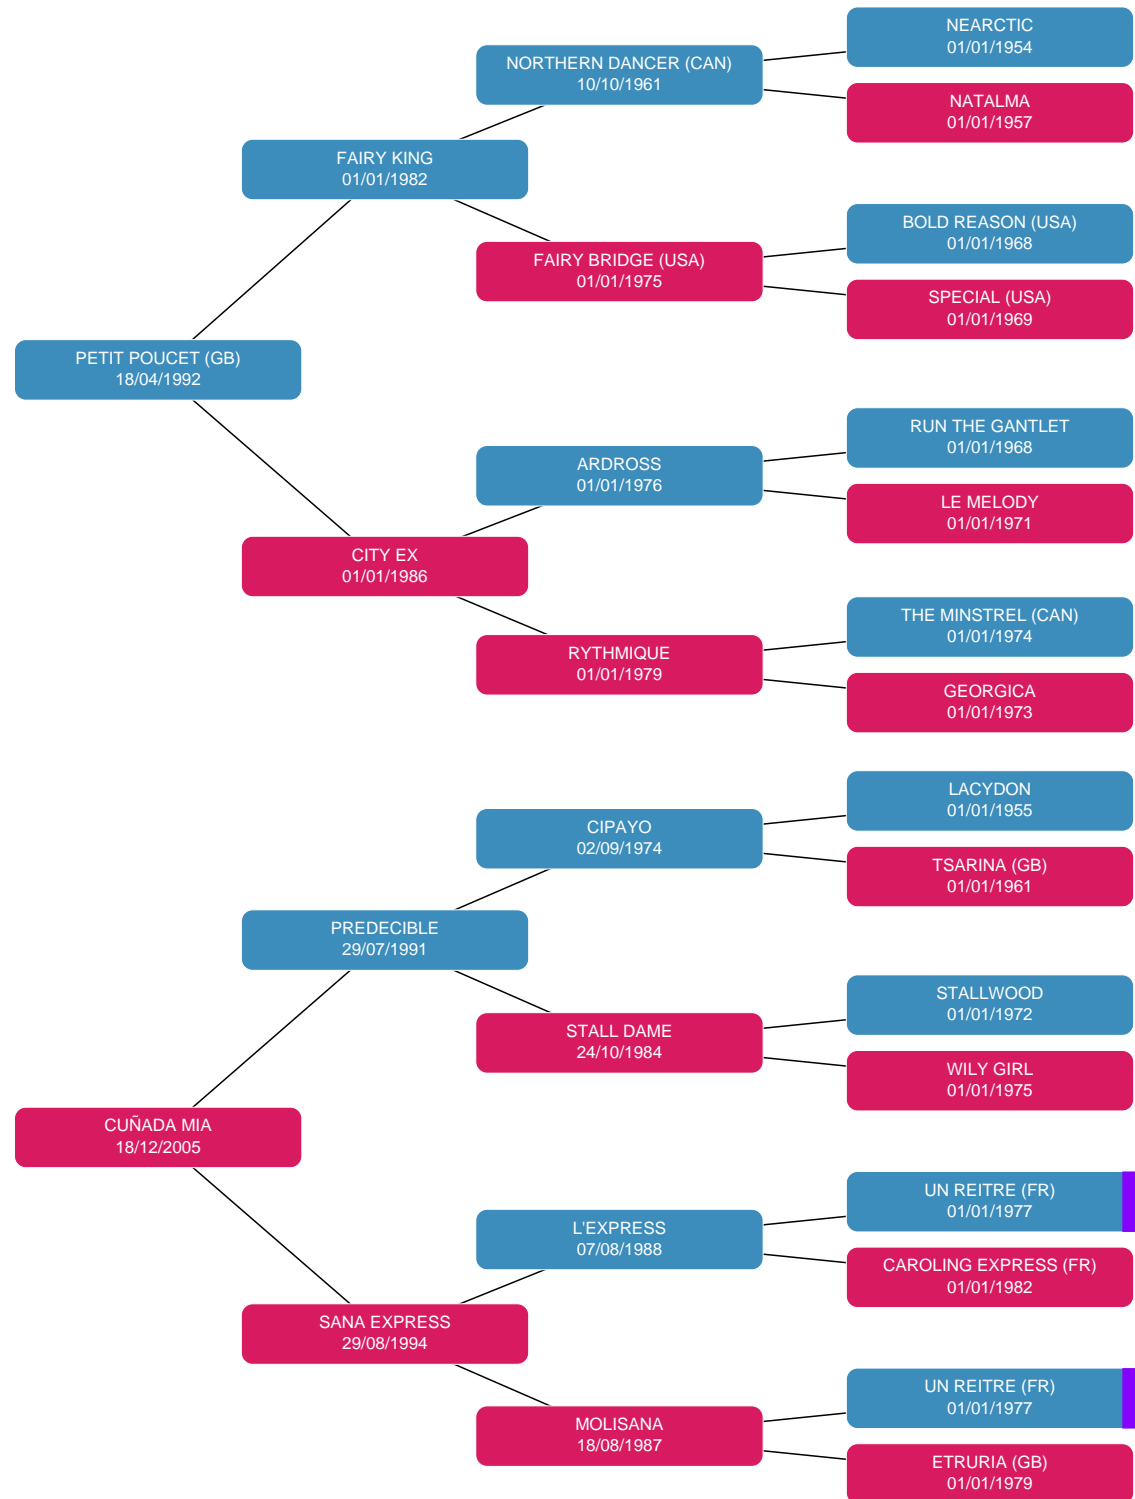 NEARCTIC
01/01/1954
NORTHERN DANCER (CAN)
10/10/1961
NATALMA
01/01/1957
FAIRY KING
01/01/1982
BOLD REASON (USA)
01/01/1968
FAIRY BRIDGE (USA)
01/01/1975
SPECIAL (USA)
01/01/1969
PETIT POUCET (GB)
18/04/1992
RUN THE GANTLET
01/01/1968
ARDROSS
01/01/1976
LE MELODY
01/01/1971
CITY EX
01/01/1986
THE MINSTREL (CAN)
01/01/1974
RYTHMIQUE
01/01/1979
GEORGICA
01/01/1973
LACYDON
01/01/1955
CIPAYO
02/09/1974
TSARINA (GB)
01/01/1961
PREDECIBLE
29/07/1991
STALLWOOD
01/01/1972
STALL DAME
24/10/1984
WILY GIRL
01/01/1975
CUÑADA MIA
18/12/2005
UN REITRE (FR)
01/01/1977
L'EXPRESS
07/08/1988
CAROLING EXPRESS (FR)
01/01/1982
SANA EXPRESS
29/08/1994
UN REITRE (FR)
01/01/1977
MOLISANA
18/08/1987
ETRURIA (GB)
01/01/1979